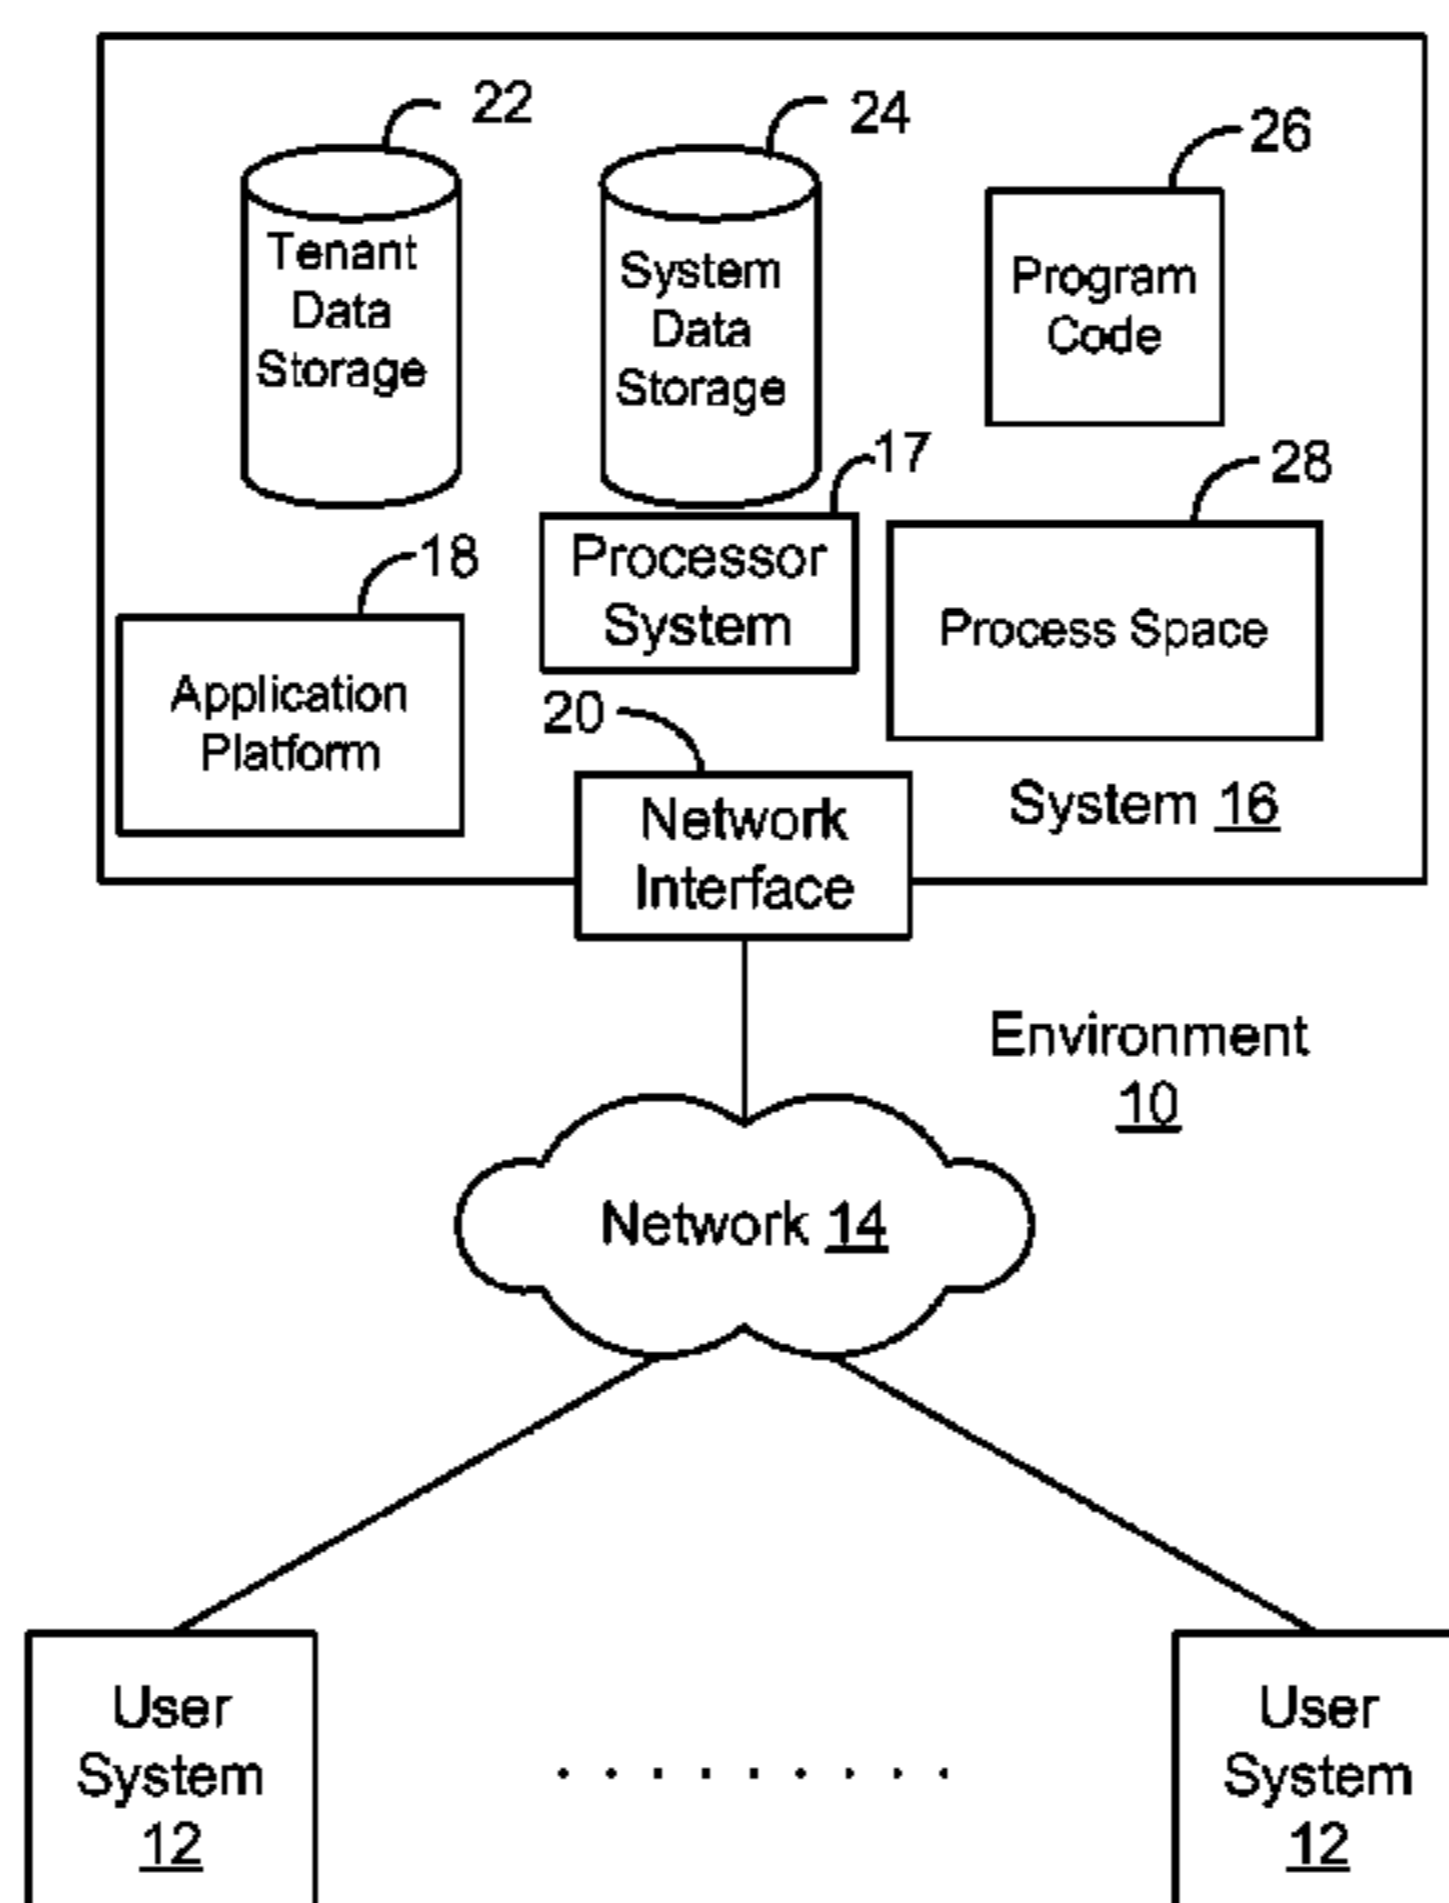 22
24
26
Tenant
Data
Storage
System
Data
Storage
Program
Code
17
28
18
Processor
System
Process Space
Application
Platform
20
System 16
Network
Interface
Environment
10
Network 14
User
System
12
.........
User
System
12